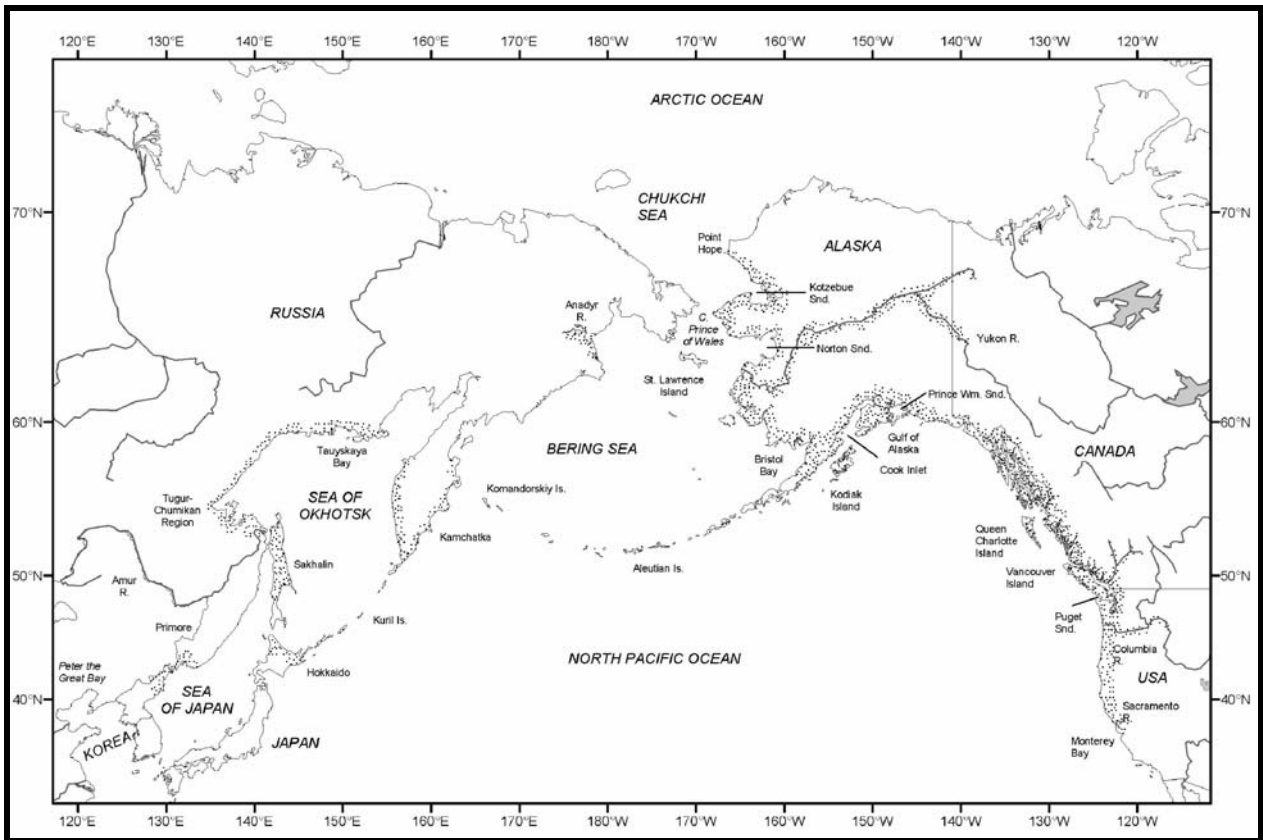 120°E 130°E 140°E 150°E 160°E 170°E 180° 170°W 160°W 150°W 140°W 130°W 120°W
ARCTIC OCEAN
CHUKCHI
SEA
70°N
70°N
Point
Hope
ALASKA
Kotzebue
Snd.
RUSSIA
Anadyr
R.
C.
Prince
of Wales
Norton Snd.
Yukon R.
St. Lawrence
Island
Prince Wm. Snd.
60°N
60°N
Tauyskaya
Bay
BERING SEA
Bristol
Bay
Gulf of
Alaska
CANADA
Cook Inlet
Tugur-
Chumikan
Region
SEA OF
OKHOTSK
Komandorskiy Is.
Kodiak
Island
Kamchatka
Queen
Charlotte
Island
Sakhalin
Aleutian Is.
Vancouver
Island
50°N
50°N
Amur
R.
Puget
Snd.
Primore
Kuril Is.
Peter the
Great Bay
Hokkaido
NORTH PACIFIC OCEAN
Columbia
R.
SEA
OF JAPAN
USA
40°N
40°N
Sacramento
R.
KOREA
JAPAN
Monterey
Bay
120°E 130°E 140°E 150°E 160°E 170°E 180° 170°W 160°W 150°W 140°W 130°W 120°W